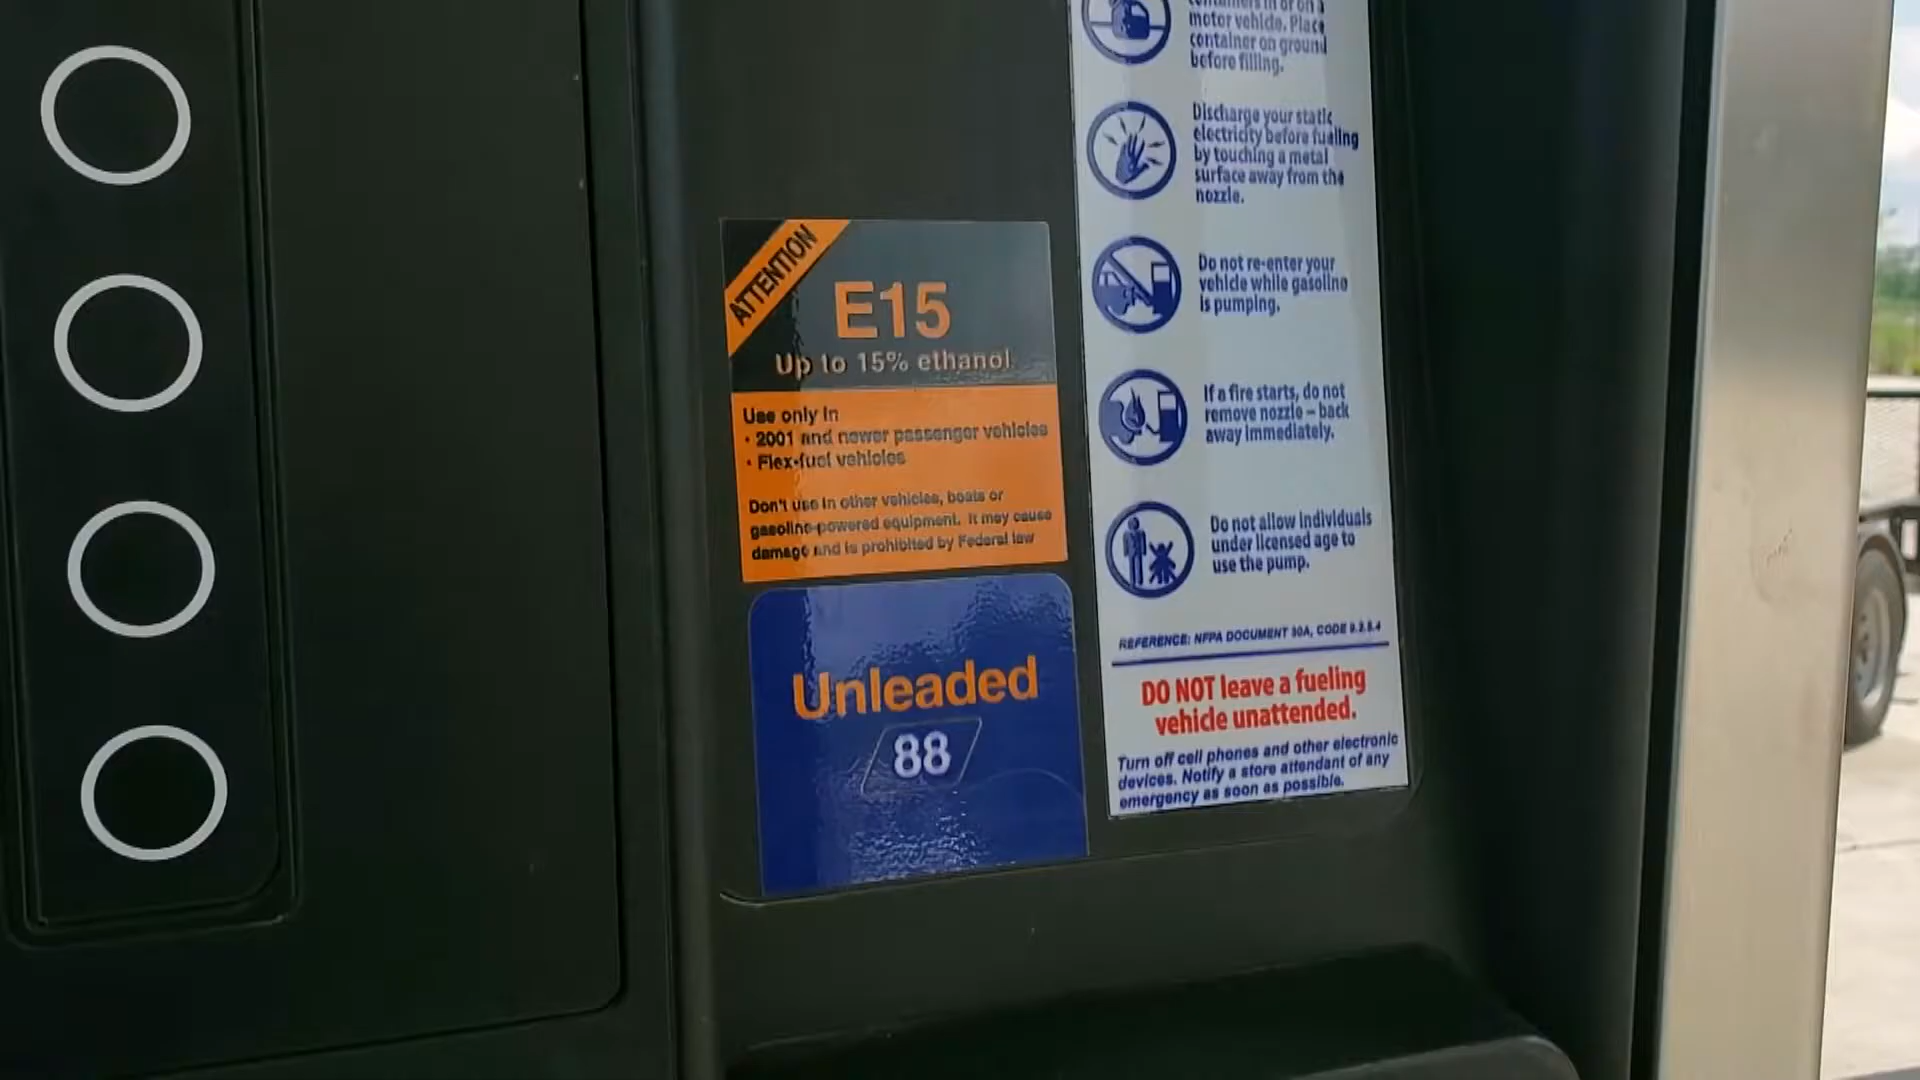 ATTENTION
E15
Up to 15% ethanol
Use only in
• 2001 and newer passenger vehicles
• Flex-fuel vehicles
Don't use in other vehicles, boats or
gasoline-powered equipment. It may cause
damage and is prohibited by Federal law
Unleaded
88
containers in or on a
motor vehicle. Place
container on ground
before filling.
Discharge your static
electricity before fueling
by touching a metal
surface away from the
nozzle.
Do not re-enter your
vehicle while gasoline
is pumping.
If a fire starts, do not
remove nozzle – back
away immediately.
Do not allow individuals
under licensed age to
use the pump.
REFERENCE: NFPA DOCUMENT 30A, CODE
DO NOT leave a fueling
vehicle unattended.
Turn off cell phones and other electronic
devices. Notify a store attendant of any
emergency as soon as possible.